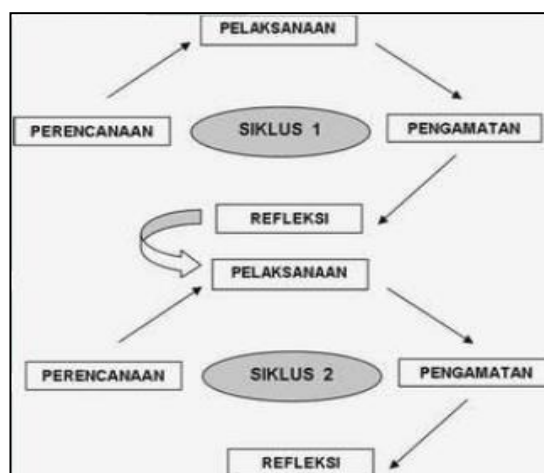 PELAKSANAAN
PERENCANAAN
SIKLUS 1
PENGAMATAN
REFLEKSI
PELAKSANAAN
PERENCANAAN
SIKLUS 2
PENGAMATAN
REFLEKSI